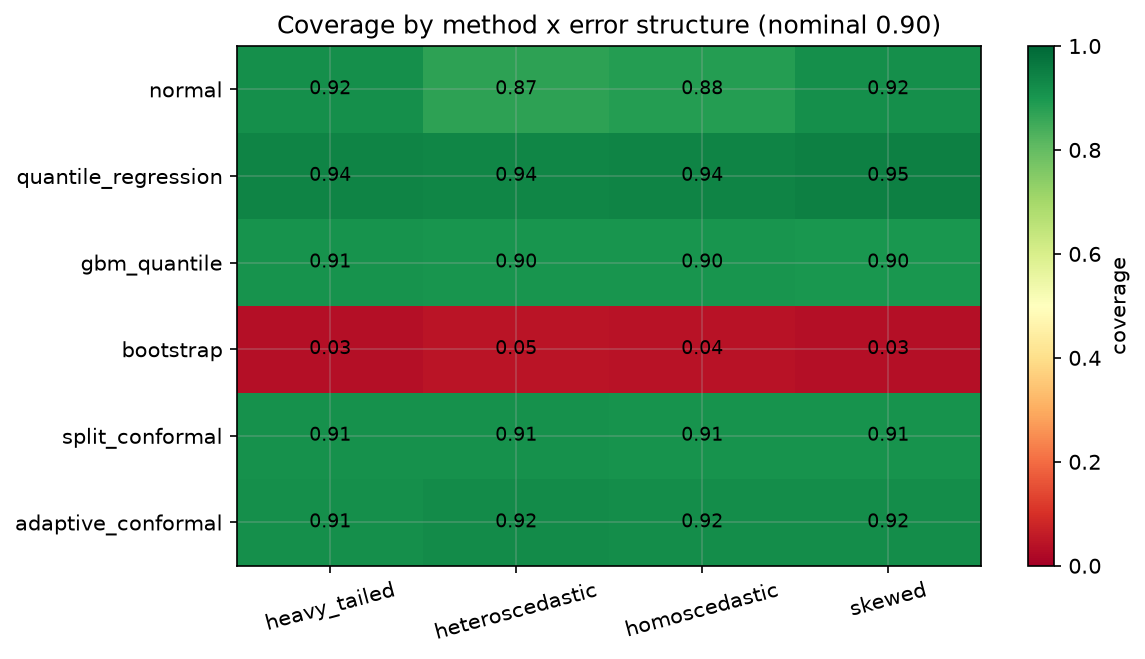 Coverage by method x error structure (nominal 0.90)
normal 0.92 0.87 0.88 0.92
quantile_regression 0.94 0.94 0.94 0.95
gbm_quantile 0.91 0.90 0.90 0.90
bootstrap 0.03 0.05 0.04 0.03
split_conformal 0.91 0.91 0.91 0.91
adaptive_conformal 0.91 0.92 0.92 0.92
heavy_tailed heteroscedastic homoscedastic skewed
1.0
0.8
0.6
0.4
0.2
0.0
coverage